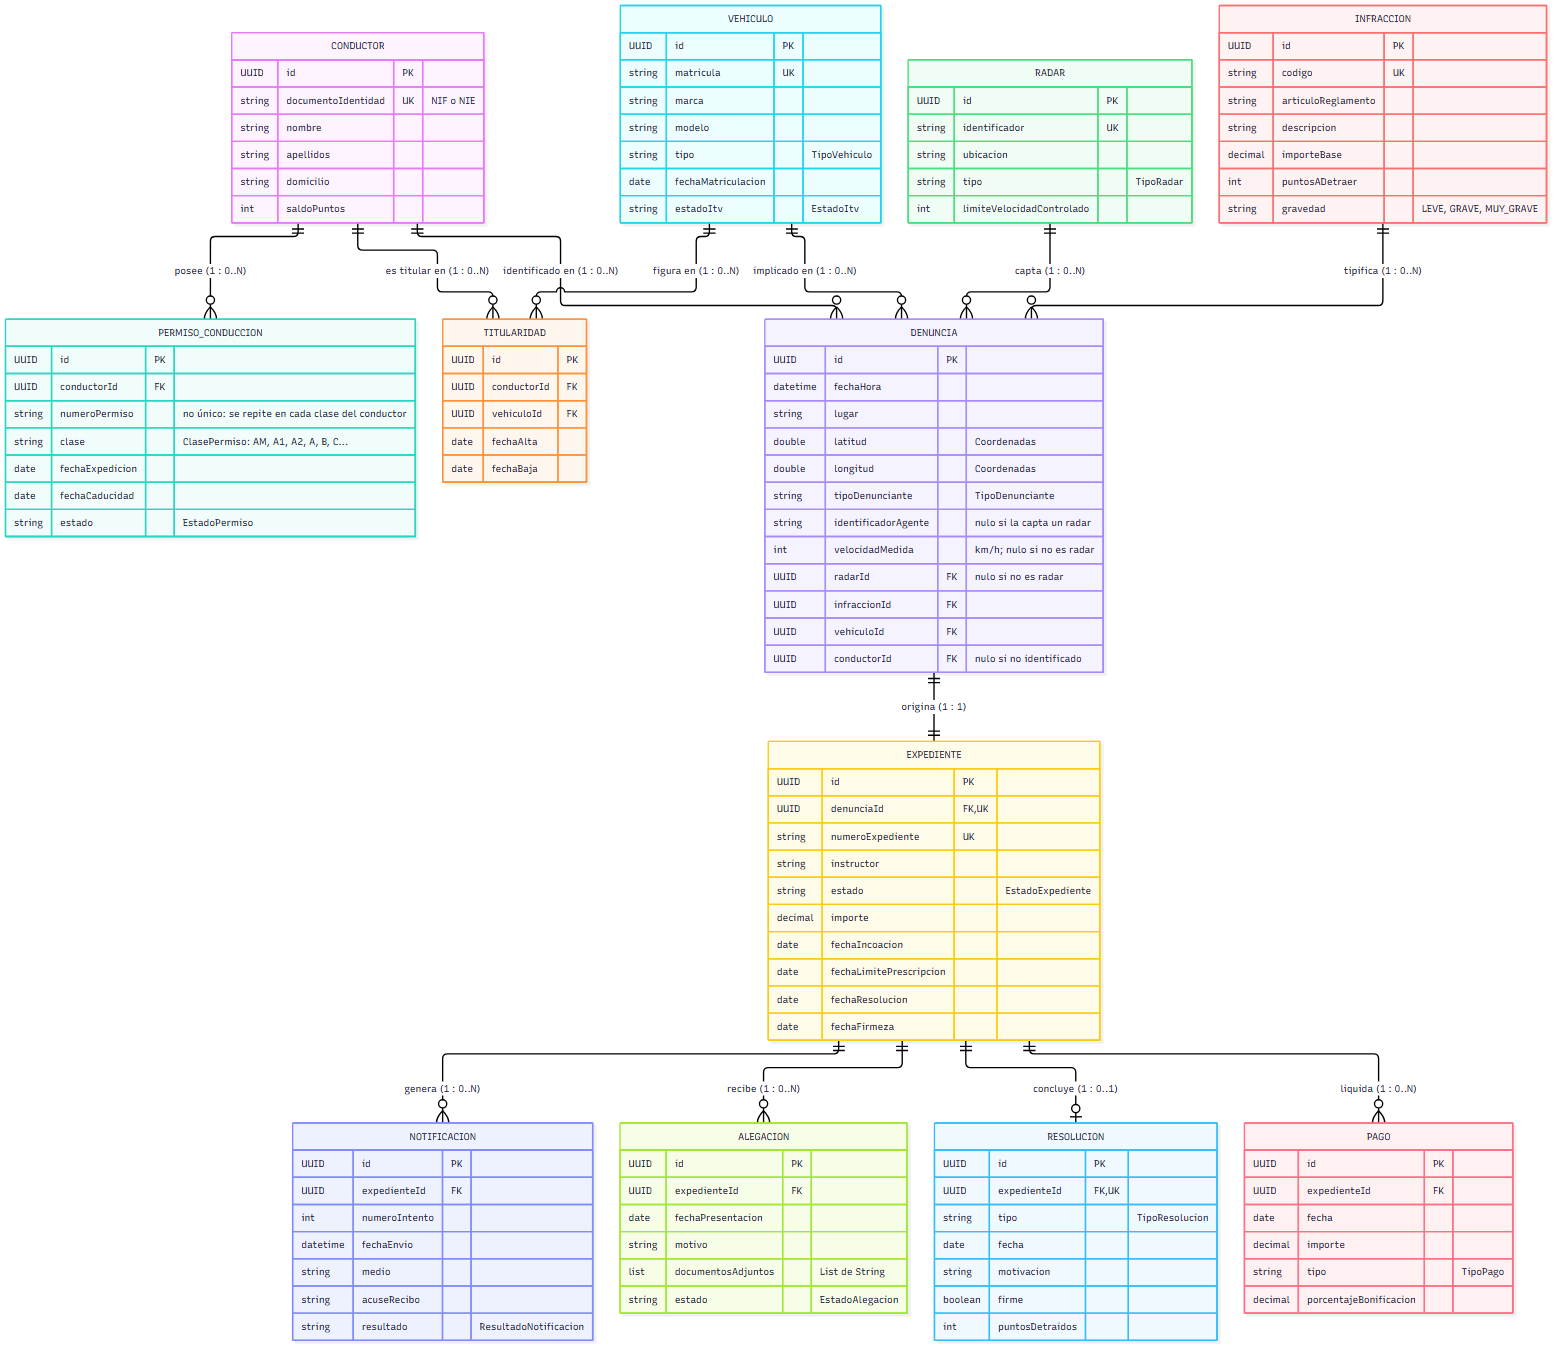 CONDUCTOR
UUID id PK
string documentoIdentidad UK NIF o NIE
string nombre
string apellidos
string domicilio
int saldoPuntos
VEHICULO
UUID id PK
string matricula UK
string marca
string modelo
string tipo TipoVehiculo
date fechaMatriculacion
string estadoItv EstadoItv
RADAR
UUID id PK
string identificador UK
string ubicacion
string tipo TipoRadar
int limiteVelocidadControlado
INFRACCION
UUID id PK
string codigo UK
string articuloReglamento
string descripcion
decimal importeBase
int puntosADetraer
string gravedad LEVE, GRAVE, MUY_GRAVE
posee (1 : 0..N)
es titular en (1 : 0..N)
identificado en (1 : 0..N)
figura en (1 : 0..N)
implicado en (1 : 0..N)
capta (1 : 0..N)
tipifica (1 : 0..N)
PERMISO_CONDUCCION
UUID id PK
UUID conductorId FK
string numeroPermiso no único: se repite en cada clase del conductor
string clase ClasePermiso: AM, A1, A2, A, B, C...
date fechaExpedicion
date fechaCaducidad
string estado EstadoPermiso
TITULARIDAD
UUID id PK
UUID conductorId FK
UUID vehiculoId FK
date fechaAlta
date fechaBaja
DENUNCIA
UUID id PK
datetime fechaHora
string lugar
double latitud Coordenadas
double longitud Coordenadas
string tipoDenunciante TipoDenunciante
string identificadorAgente nulo si la capta un radar
int velocidadMedida km/h; nulo si no es radar
UUID radarId FK nulo si no es radar
UUID infraccionId FK
UUID vehiculoId FK
UUID conductorId FK nulo si no identificado
origina (1 : 1)
EXPEDIENTE
UUID id PK
UUID denunciaId FK,UK
string numeroExpediente UK
string instructor
string estado EstadoExpediente
decimal importe
date fechaIncoacion
date fechaLimitePrescripcion
date fechaResolucion
date fechaFirmeza
genera (1 : 0..N)
recibe (1 : 0..N)
concluye (1 : 0..1)
liquida (1 : 0..N)
NOTIFICACION
UUID id PK
UUID expedienteId FK
int numeroIntento
datetime fechaEnvio
string medio
string acuseRecibo
string resultado ResultadoNotificacion
ALEGACION
UUID id PK
UUID expedienteId FK
date fechaPresentacion
string motivo
list documentosAdjuntos List de String
string estado EstadoAlegacion
RESOLUCION
UUID id PK
UUID expedienteId FK,UK
string tipo TipoResolucion
date fecha
string motivacion
boolean firme
int puntosDetraidos
PAGO
UUID id PK
UUID expedienteId FK
date fecha
decimal importe
string tipo TipoPago
decimal porcentajeBonificacion